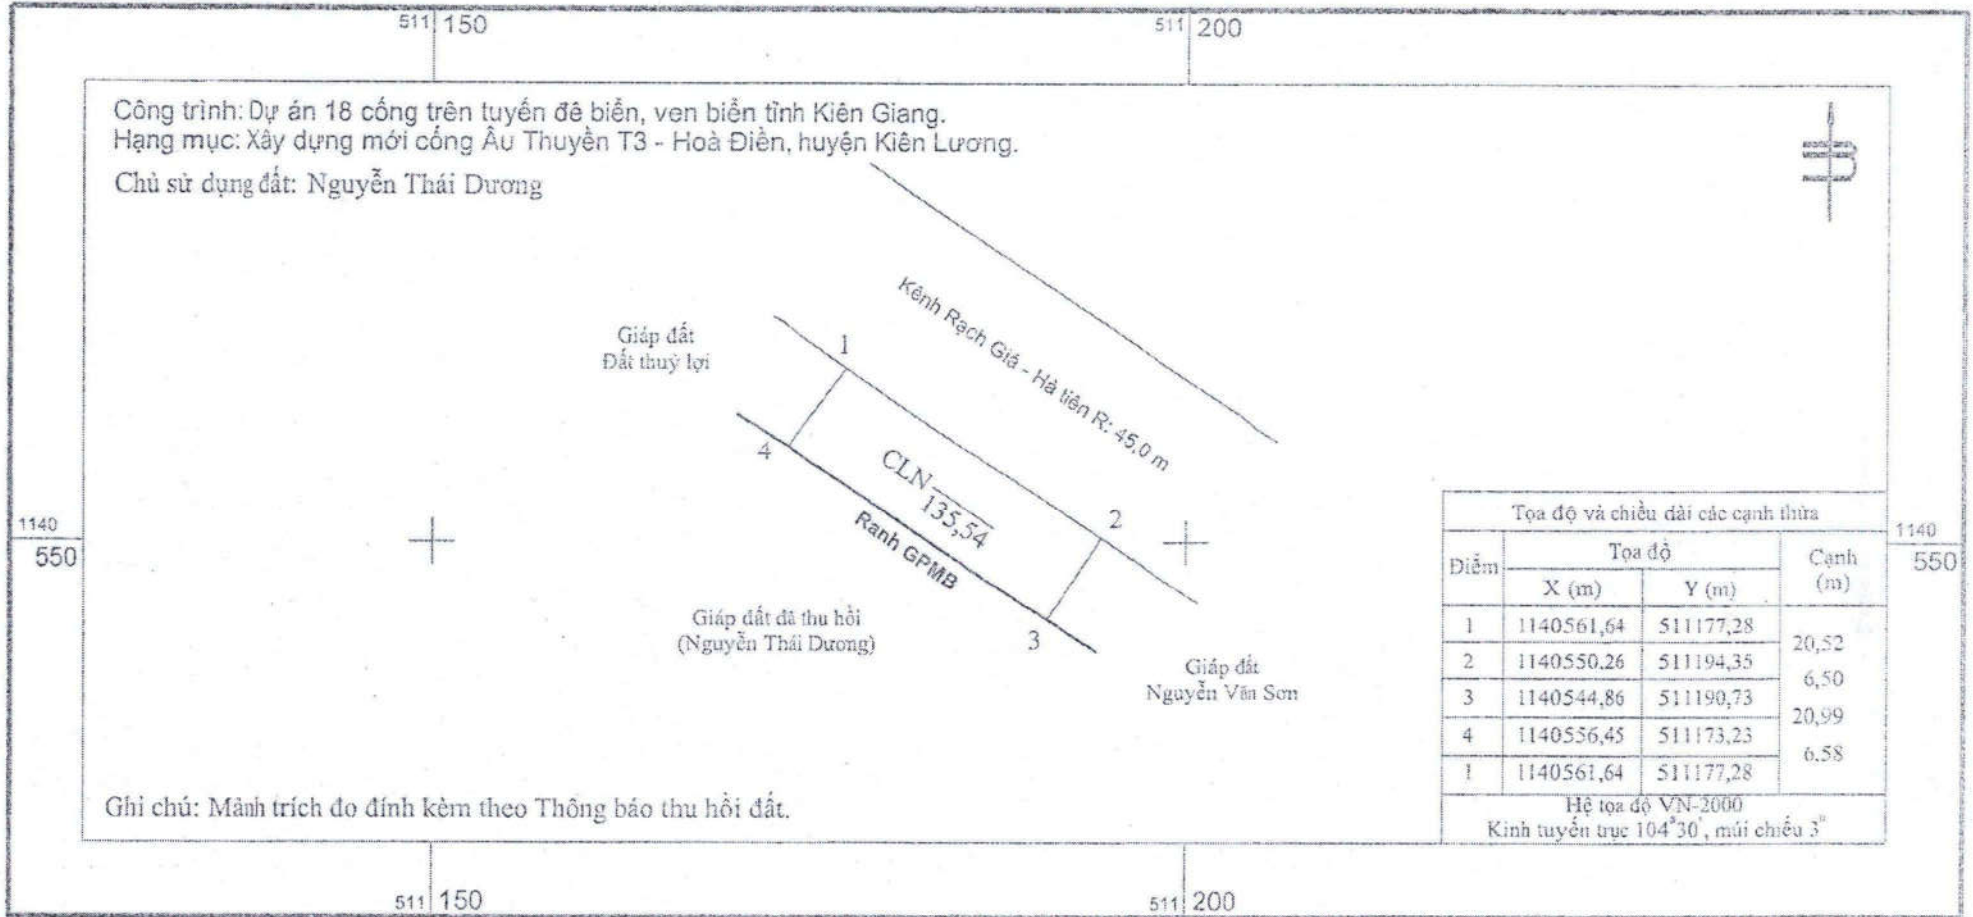 511 150
511 200
Công trình: Dự án 18 cống trên tuyến đê biển, ven biển tỉnh Kiên Giang.
Hạng mục: Xây dựng mới cống Âu Thuyền T3 - Hoà Điền, huyện Kiên Lương.
Chủ sử dụng đất: Nguyễn Thái Dương
Kênh Rạch Giá - Hà tiên R: 45,0 m
Giáp đất
Đất thuỷ lợi
1
4
CLN
135,54
2
Ranh GPMB
3
Giáp đất đã thu hồi
(Nguyễn Thái Dương)
Giáp đất
Nguyễn Văn Sơn
1140
550
1140
550
Tọa độ và chiều dài các cạnh thửa
Điểm Tọa độ Cạnh (m)
X (m) Y (m)
1 1140561,64 511177,28
20,52
2 1140550,26 511194,35
6,50
3 1140544,86 511190,73
20,99
4 1140556,45 511173,23
6,58
1 1140561,64 511177,28
Hệ tọa độ VN-2000
Kinh tuyến trục 104°30', múi chiếu 3°
Ghi chú: Mảnh trích đo đính kèm theo Thông báo thu hồi đất.
511 150
511 200